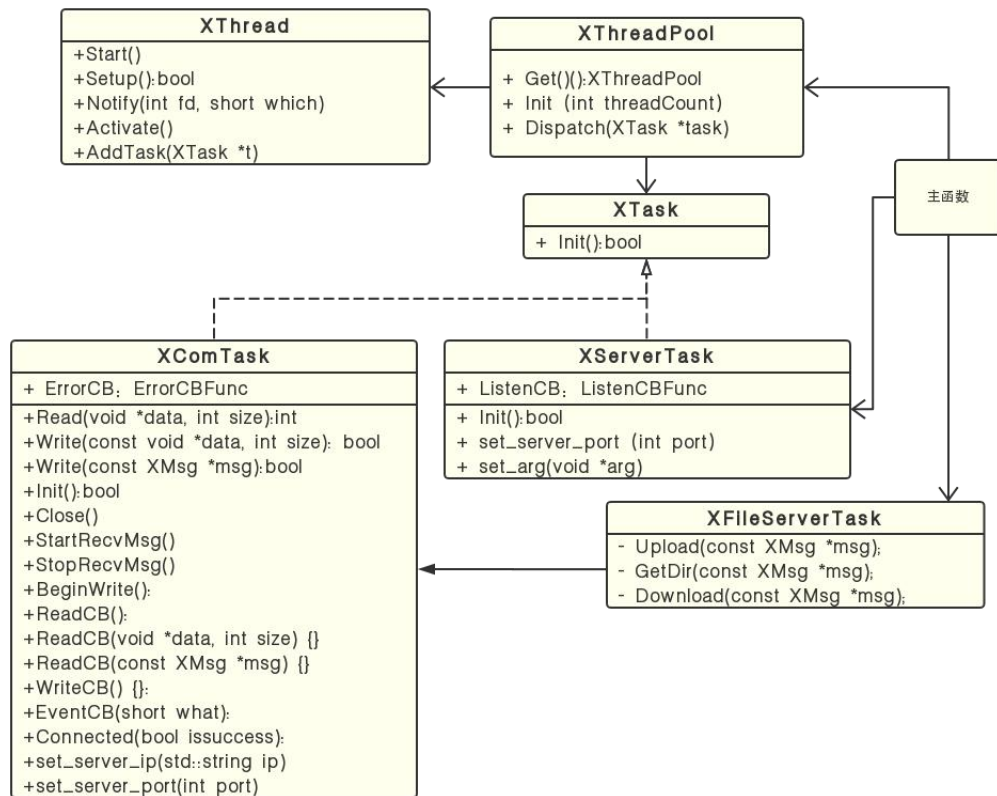 XThread
+Start()
+Setup():bool
+Notify(int fd, short which)
+Activate()
+AddTask(XTask *t)
XThreadPool
+ Get()():XThreadPool
+ Init (int threadCount)
+ Dispatch(XTask *task)
主函数
XTask
+ Init():bool
XComTask
+ ErrorCB：ErrorCBFunc
+Read(void *data, int size):int
+Write(const void *data, int size): bool
+Write(const XMsg *msg):bool
+Init():bool
+Close()
+StartRecvMsg()
+StopRecvMsg()
+BeginWrite():
+ReadCB():
+ReadCB(void *data, int size) {}
+ReadCB(const XMsg *msg) {}
+WriteCB() {}:
+EventCB(short what):
+Connected(bool issuccess):
+set_server_ip(std::string ip)
+set_server_port(int port)
XServerTask
+ ListenCB：ListenCBFunc
+ Init():bool
+ set_server_port (int port)
+ set_arg(void *arg)
XFIleServerTask
- Upload(const XMsg *msg);
- GetDir(const XMsg *msg);
- Download(const XMsg *msg);